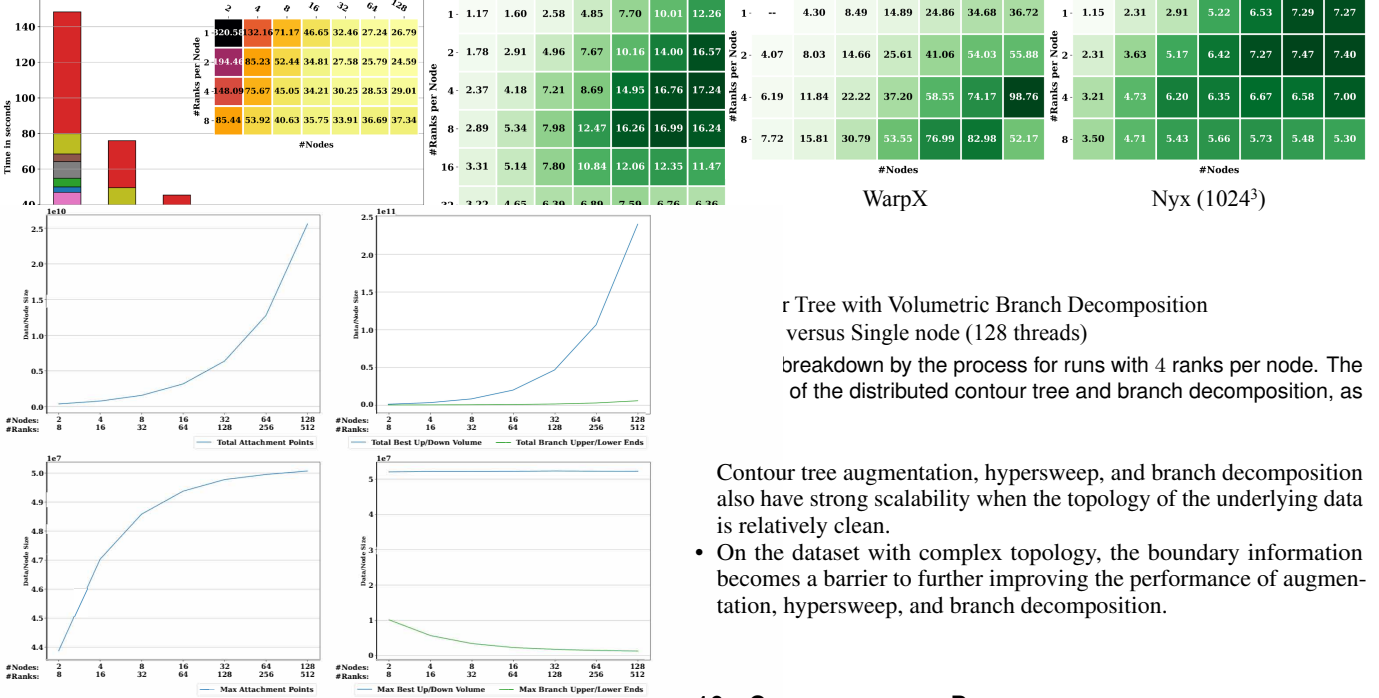 140
120
100
80
60
40
Time in seconds
2 4 8 16 32 64 128
#Ranks per Node
1 320.58 132.16 71.17 46.65 32.46 27.24 26.79
2 194.46 85.23 52.44 34.81 27.58 25.79 24.59
4 148.09 75.67 45.05 34.21 30.25 28.53 29.01
8 85.44 53.92 40.63 35.75 33.91 36.69 37.34
#Nodes
#Ranks per Node
1 1.17 1.60 2.58 4.85 7.70 10.01 12.26
2 1.78 2.91 4.96 7.67 10.16 14.00 16.57
4 2.37 4.18 7.21 8.69 14.95 16.76 17.24
8 2.89 5.34 7.98 12.47 16.26 16.99 16.24
16 3.31 5.14 7.80 10.84 12.06 12.35 11.47
32 3.22 4.65 6.39 6.89 7.59 6.76 6.36
#Ranks per Node
1 -- 4.30 8.49 14.89 24.86 34.68 36.72
2 4.07 8.03 14.66 25.61 41.06 54.03 55.88
4 6.19 11.84 22.22 37.20 58.55 74.17 98.76
8 7.72 15.81 30.79 53.55 76.99 82.98 52.17
#Nodes
WarpX
#Ranks per Node
1 1.15 2.31 2.91 5.22 6.53 7.29 7.27
2 2.31 3.63 5.17 6.42 7.27 7.47 7.40
4 3.21 4.73 6.20 6.35 6.67 6.58 7.00
8 3.50 4.71 5.43 5.66 5.73 5.48 5.30
#Nodes
Nyx (1024³)
1e10
2.5
2.0
1.5
1.0
0.5
0.0
Data/Node Size
#Nodes: 2 4 8 16 32 64 128
#Ranks: 8 16 32 64 128 256 512
Total Attachment Points
1e11
2.5
2.0
1.5
1.0
0.5
0.0
Data/Node Size
#Nodes: 2 4 8 16 32 64 128
#Ranks: 8 16 32 64 128 256 512
Total Best Up/Down Volume Total Branch Upper/Lower Ends
1e7
5.0
4.9
4.8
4.7
4.6
4.5
4.4
Data/Node Size
#Nodes: 2 4 8 16 32 64 128
#Ranks: 8 16 32 64 128 256 512
Max Attachment Points
1e7
5
4
3
2
1
0
Data/Node Size
#Nodes: 2 4 8 16 32 64 128
#Ranks: 8 16 32 64 128 256 512
Max Best Up/Down Volume Max Branch Upper/Lower Ends
r Tree with Volumetric Branch Decomposition
versus Single node (128 threads)
breakdown by the process for runs with 4 ranks per node. The
of the distributed contour tree and branch decomposition, as
Contour tree augmentation, hypersweep, and branch decomposition
also have strong scalability when the topology of the underlying data
is relatively clean.
• On the dataset with complex topology, the boundary information
becomes a barrier to further improving the performance of augmen-
tation, hypersweep, and branch decomposition.